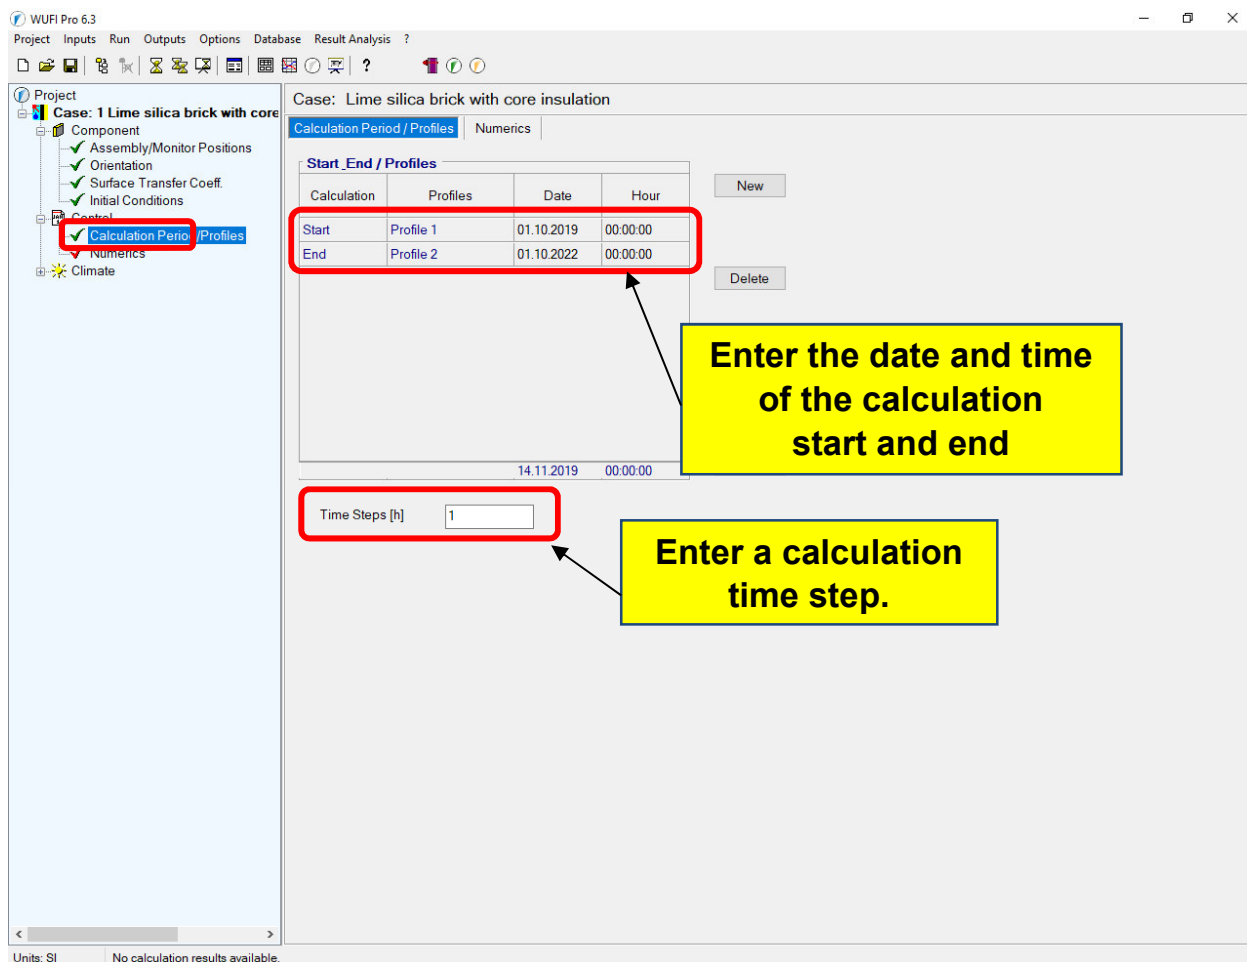 WUFI Pro 6.3
Project Inputs Run Outputs Options Database Result Analysis ?
?
Project
Case: 1 Lime silica brick with core
Component
Assembly/Monitor Positions
Orientation
Surface Transfer Coeff.
Initial Conditions
Control
Calculation Period/Profiles
Numerics
Climate
Case: Lime silica brick with core insulation
Calculation Period / Profiles Numerics
Start_End / Profiles
Calculation Profiles Date Hour
Start Profile 1 01.10.2019 00:00:00
End Profile 2 01.10.2022 00:00:00
New
Delete
Enter the date and time
of the calculation
start and end
14.11.2019 00:00:00
Time Steps [h] 1
Enter a calculation
time step.
Units: SI No calculation results available.